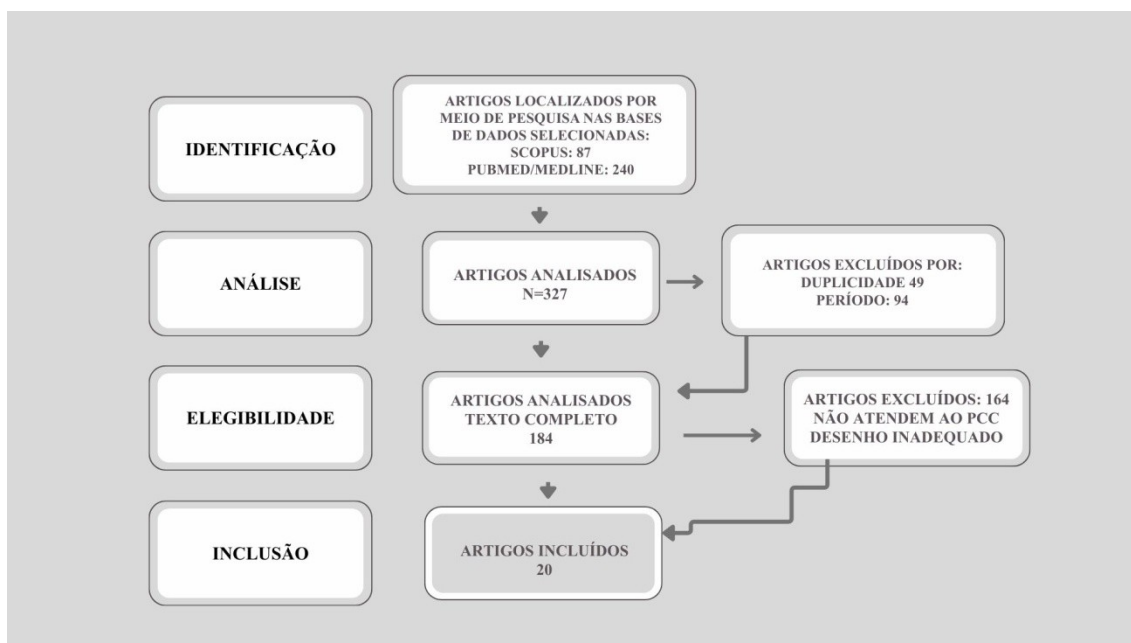 IDENTIFICAÇÃO
ARTIGOS LOCALIZADOS POR
MEIO DE PESQUISA NAS BASES
DE DADOS SELECIONADAS:
SCOPUS: 87
PUBMED/MEDLINE: 240
ANÁLISE
ARTIGOS ANALISADOS
N=327
ARTIGOS EXCLUÍDOS POR:
DUPLICIDADE 49
PERÍODO: 94
ELEGIBILIDADE
ARTIGOS ANALISADOS
TEXTO COMPLETO
184
ARTIGOS EXCLUÍDOS: 164
NÃO ATENDEM AO PCC
DESENHO INADEQUADO
INCLUSÃO
ARTIGOS INCLUÍDOS
20